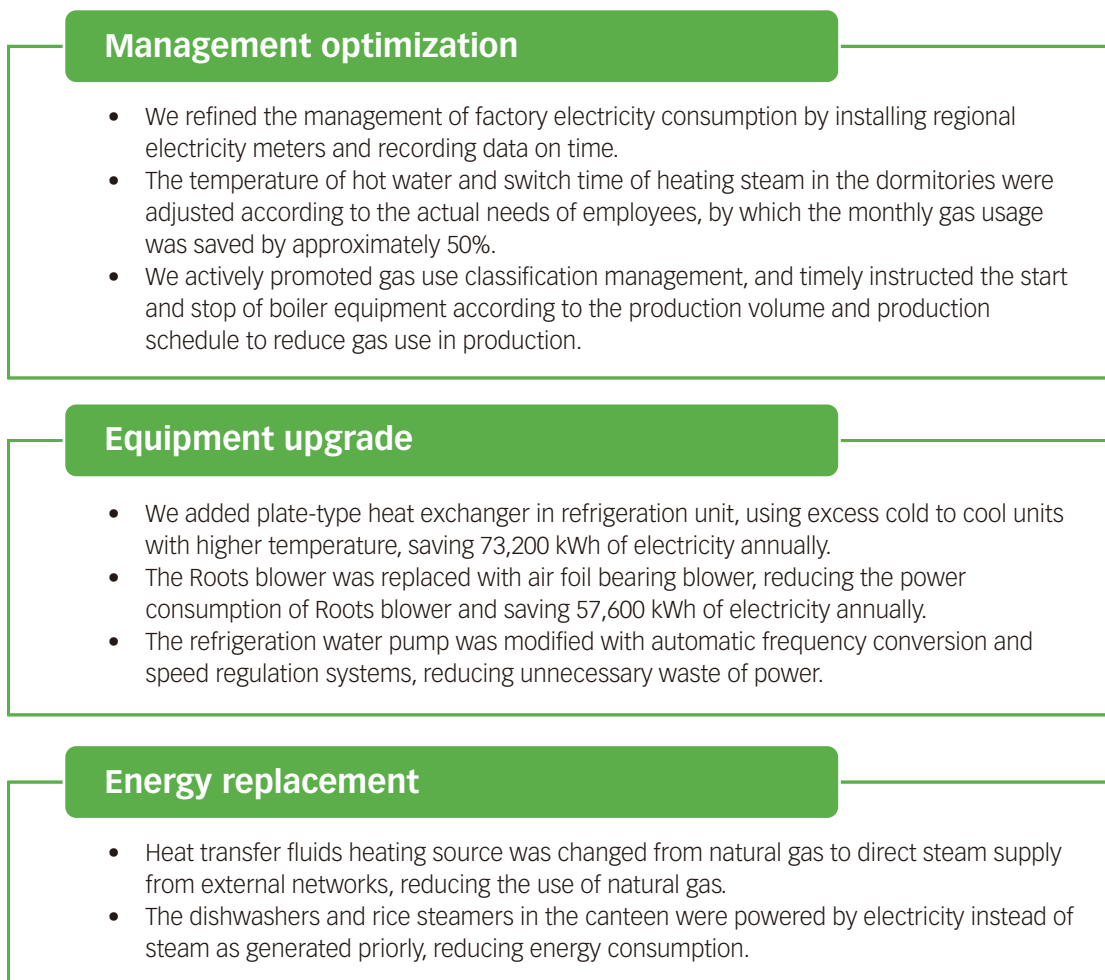 Management optimization
• We refined the management of factory electricity consumption by installing regional
electricity meters and recording data on time.
• The temperature of hot water and switch time of heating steam in the dormitories were
adjusted according to the actual needs of employees, by which the monthly gas usage
was saved by approximately 50%.
• We actively promoted gas use classification management, and timely instructed the start
and stop of boiler equipment according to the production volume and production
schedule to reduce gas use in production.
Equipment upgrade
• We added plate-type heat exchanger in refrigeration unit, using excess cold to cool units
with higher temperature, saving 73,200 kWh of electricity annually.
• The Roots blower was replaced with air foil bearing blower, reducing the power
consumption of Roots blower and saving 57,600 kWh of electricity annually.
• The refrigeration water pump was modified with automatic frequency conversion and
speed regulation systems, reducing unnecessary waste of power.
Energy replacement
• Heat transfer fluids heating source was changed from natural gas to direct steam supply
from external networks, reducing the use of natural gas.
• The dishwashers and rice steamers in the canteen were powered by electricity instead of
steam as generated priorly, reducing energy consumption.